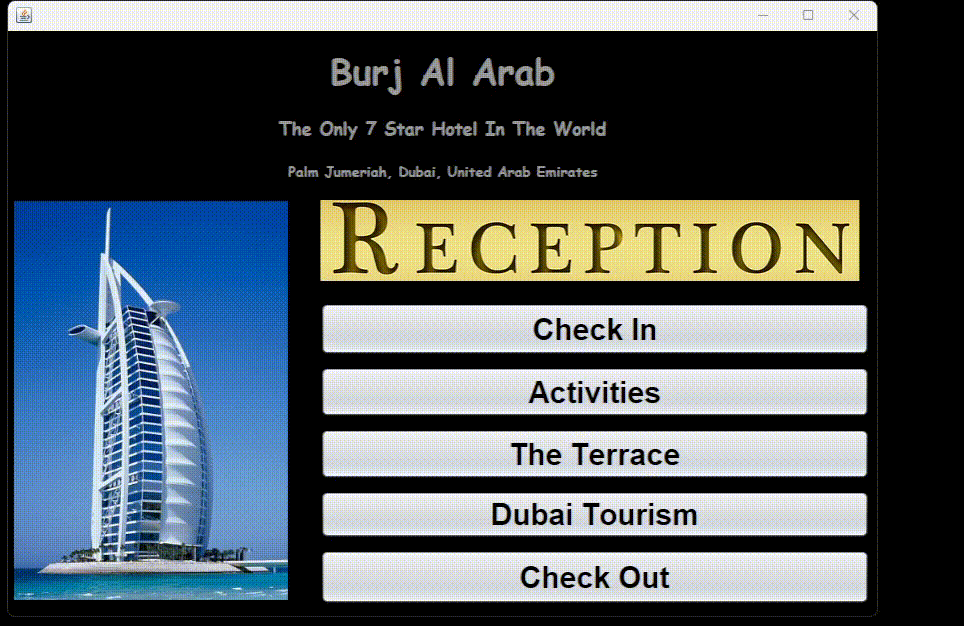 Burj Al Arab
The Only 7 Star Hotel In The World
Palm Jumeriah, Dubai, United Arab Emirates
RECEPTION
Check In
Activities
The Terrace
Dubai Tourism
Check Out